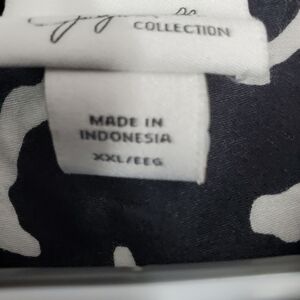 COLLECTION
MADE IN
INDONESIA
XXL/EEG